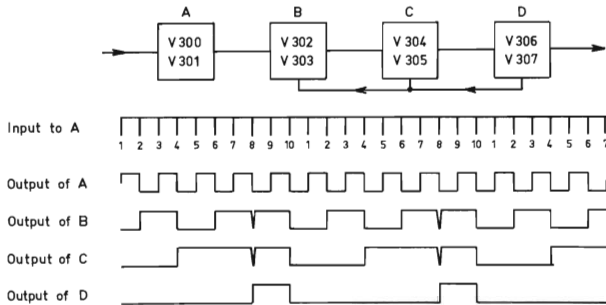 A B C D
V 300 V 302 V 304 V 306
V 301 V 303 V 305 V 307
Input to A
1 2 3 4 5 6 7 8 9 10 1 2 3 4 5 6 7 8 9 10 1 2 3 4 5 6 7
Output of A
Output of B
Output of C
Output of D